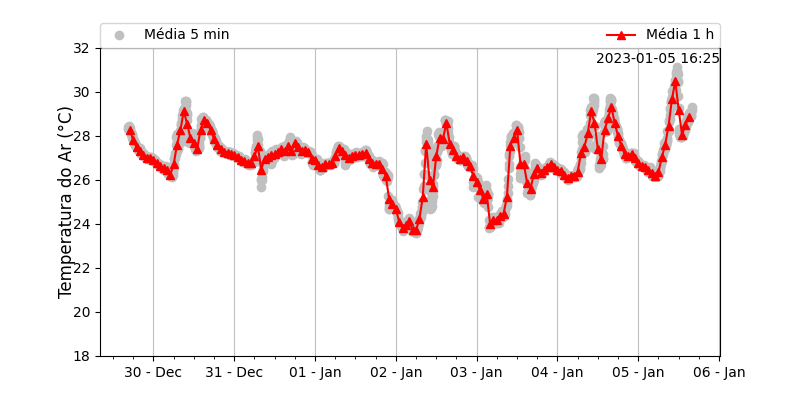 Média 5 min
Média 1 h
2023-01-05 16:25
Temperatura do Ar (°C)
32
30
28
26
24
22
20
18
30 - Dec
31 - Dec
01 - Jan
02 - Jan
03 - Jan
04 - Jan
05 - Jan
06 - Jan